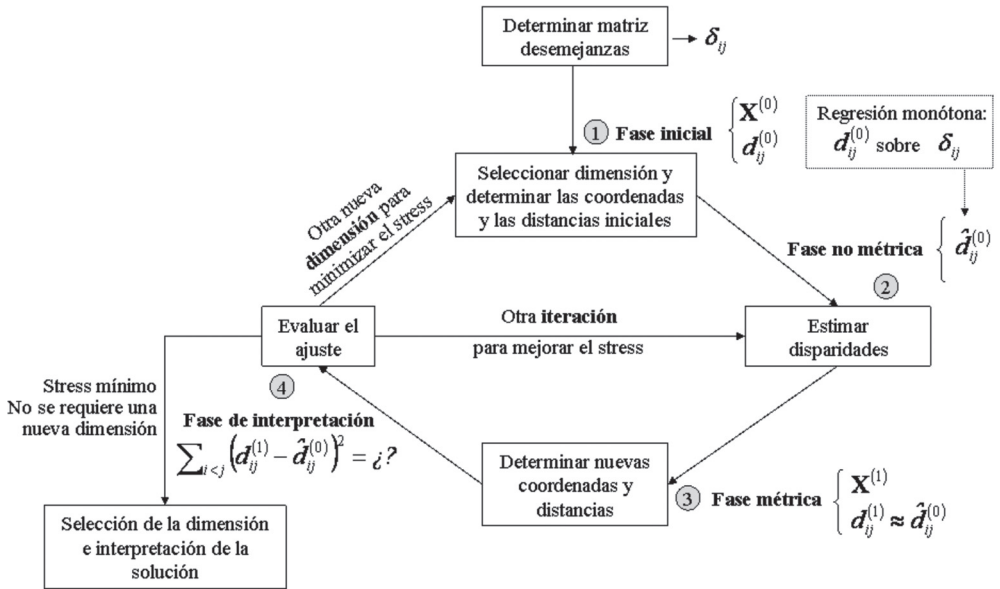 Determinar matriz
desemejanzas
δij
1 Fase inicial
X(0)
dij(0)
Regresión monótona:
dij(0) sobre δij
Seleccionar dimensión y
determinar las coordenadas
y las distancias iniciales
Otra nueva
dimensión para
minimizar el stress
Fase no métrica
d̂ij(0)
2
Evaluar el
ajuste
Otra iteración
para mejorar el stress
Estimar
disparidades
4
Stress mínimo
No se requiere una
nueva dimensión
Fase de interpretación
∑i<j (dij(1) − d̂ij(0))2 = ¿?
Determinar nuevas
coordenadas y
distancias
3 Fase métrica
X(1)
dij(1) ≈ d̂ij(0)
Selección de la dimensión
e interpretación de la
solución